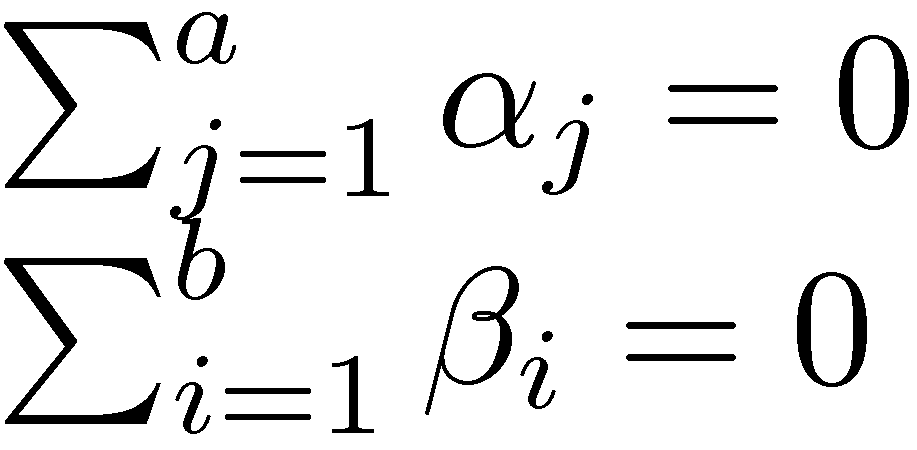 ∑_{j=1}^{a} α_j = 0
∑_{i=1}^{b} β_i = 0